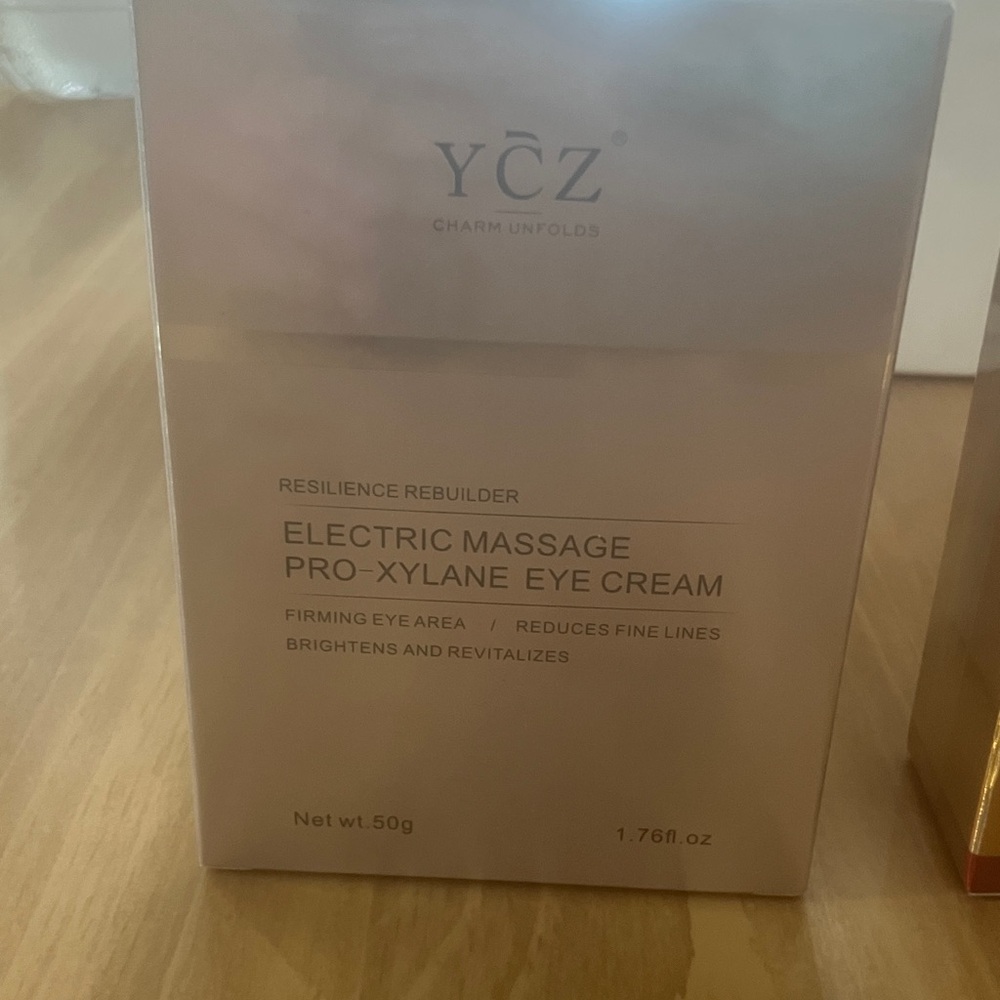 YC̄Z®
CHARM UNFOLDS
RESILIENCE REBUILDER
ELECTRIC MASSAGE
PRO-XYLANE EYE CREAM
FIRMING EYE AREA / REDUCES FINE LINES
BRIGHTENS AND REVITALIZES
Net wt.50g 1.76fl.oz